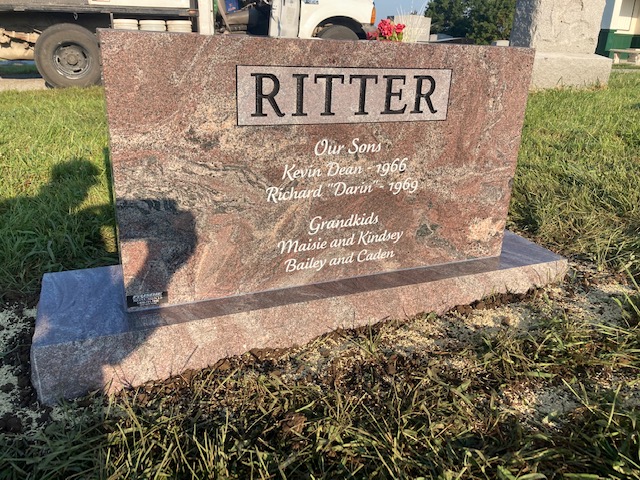 RITTER
Our Sons
Kevin Dean - 1966
Richard "Darin" - 1969
Grandkids
Maisie and Kindsey
Bailey and Caden